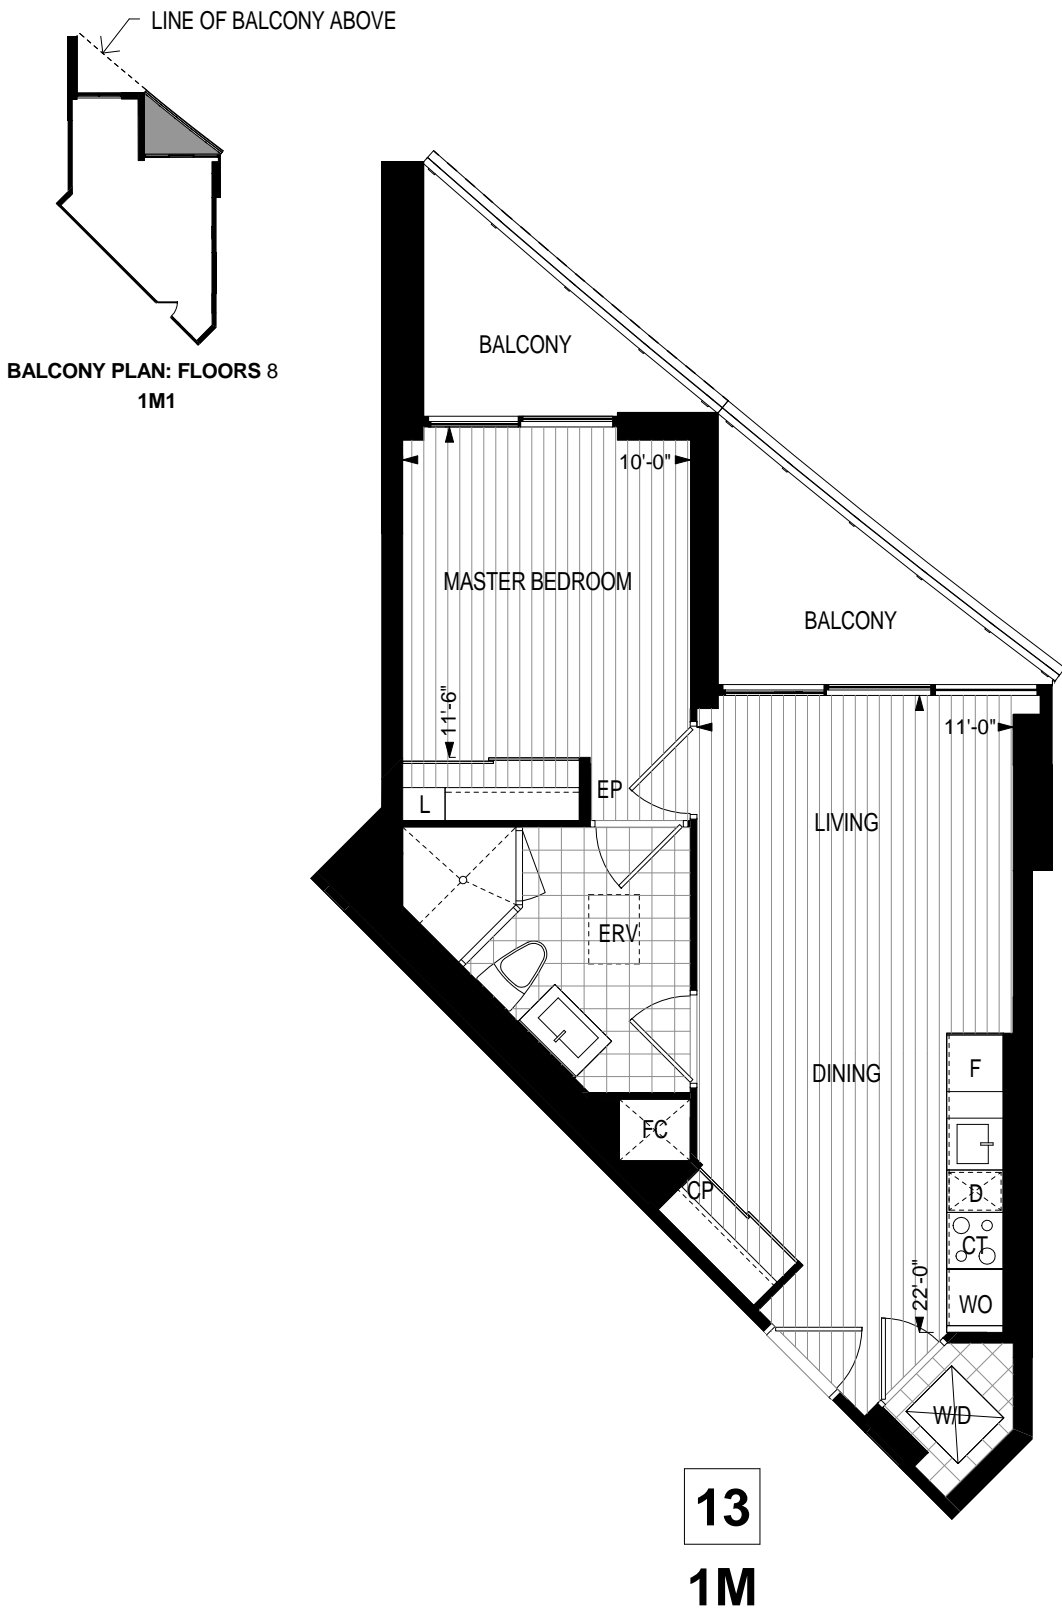 LINE OF BALCONY ABOVE
BALCONY PLAN: FLOORS 8
1M1
BALCONY
10'-0"
MASTER BEDROOM
BALCONY
11'-6"
11'-0"
EP
L
LIVING
ERV
F
DINING
FC
CP
D
CT
22'-0"
WO
W/D
13
1M